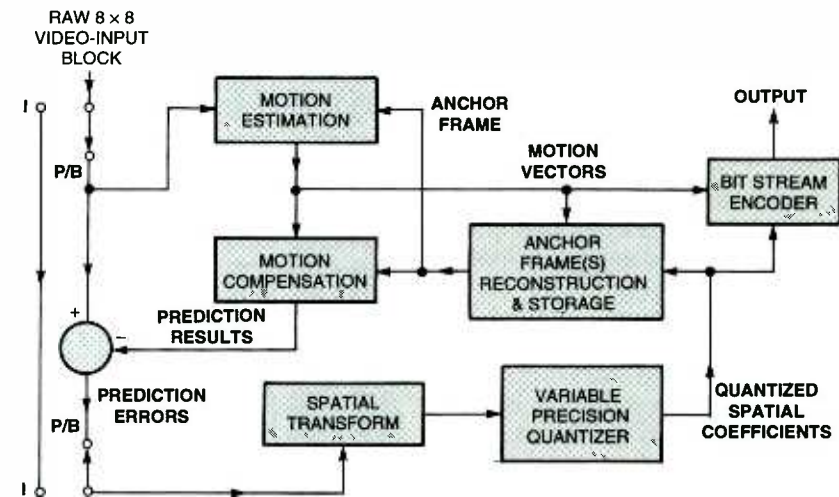 RAW 8 × 8
VIDEO-INPUT
BLOCK
I
P/B
MOTION
ESTIMATION
ANCHOR
FRAME
OUTPUT
MOTION
VECTORS
BIT STREAM
ENCODER
MOTION
COMPENSATION
ANCHOR
FRAME(S)
RECONSTRUCTION
& STORAGE
+
−
PREDICTION
RESULTS
PREDICTION
ERRORS
P/B
SPATIAL
TRANSFORM
VARIABLE
PRECISION
QUANTIZER
QUANTIZED
SPATIAL
COEFFICIENTS
I